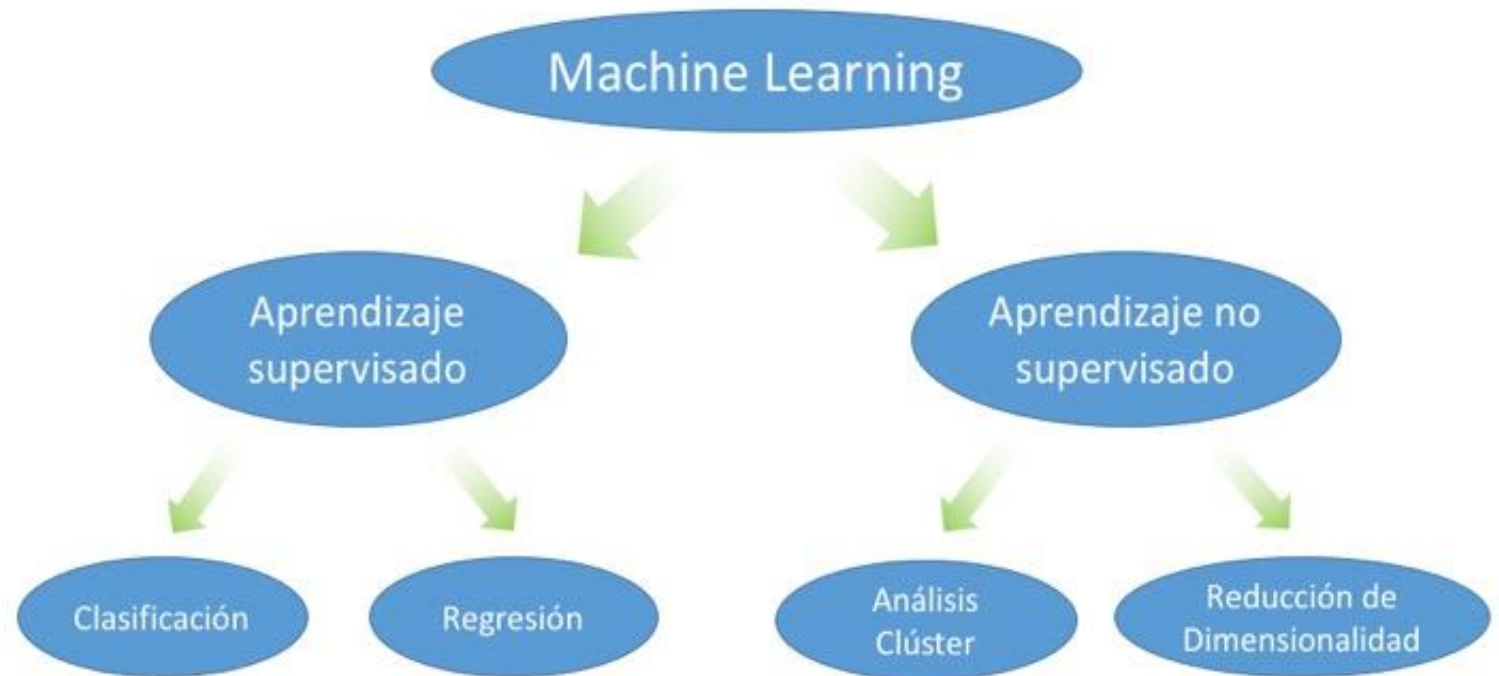 Machine Learning
Aprendizaje
supervisado
Aprendizaje no
supervisado
Clasificación
Regresión
Análisis
Clúster
Reducción de
Dimensionalidad